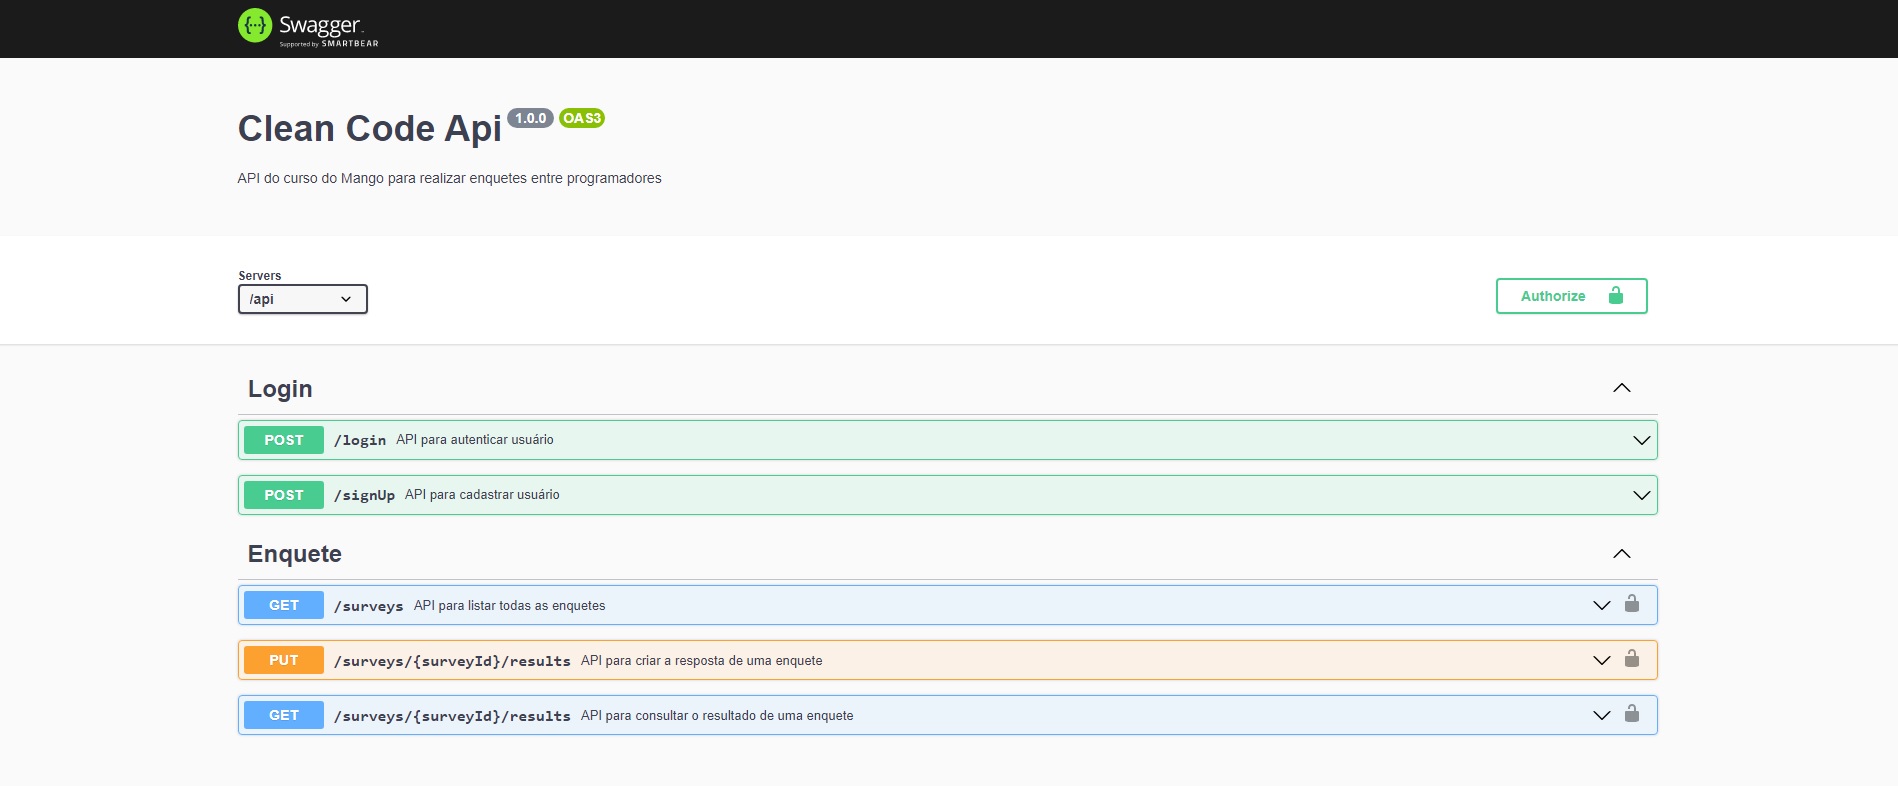 Swagger
Supported by SMARTBEAR
Clean Code Api 1.0.0 OAS3
API do curso do Mango para realizar enquetes entre programadores
Servers
/api
Authorize
Login
POST /login API para autenticar usuário
POST /signUp API para cadastrar usuário
Enquete
GET /surveys API para listar todas as enquetes
PUT /surveys/{surveyId}/results API para criar a resposta de uma enquete
GET /surveys/{surveyId}/results API para consultar o resultado de uma enquete